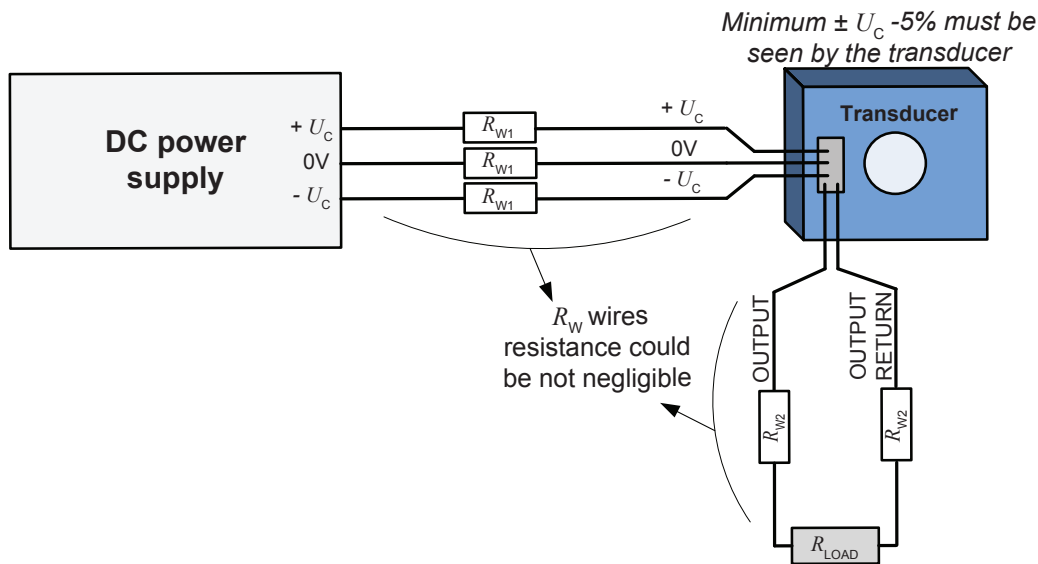 Minimum ± U_C -5% must be
seen by the transducer
DC power
supply
+ U_C
0V
- U_C
R_W1
R_W1
R_W1
+ U_C
0V
- U_C
Transducer
R_W wires
resistance could
be not negligible
OUTPUT
OUTPUT
RETURN
R_W2
R_W2
R_LOAD